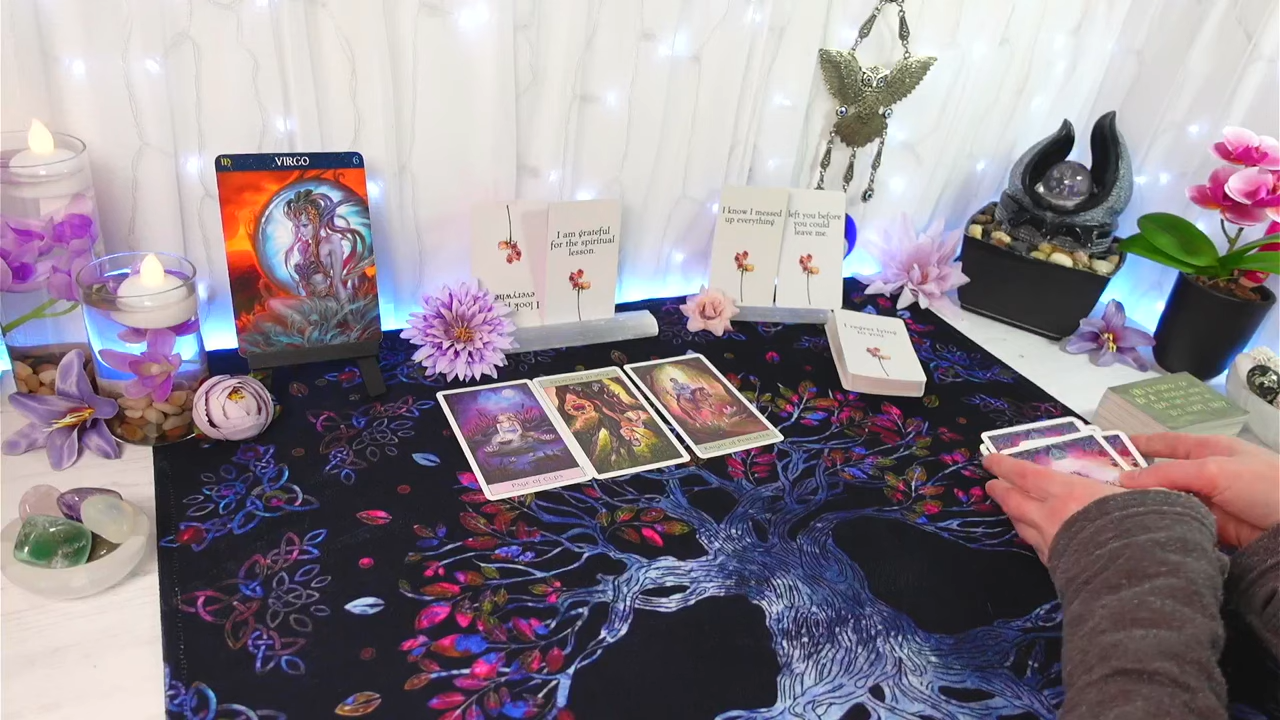 VIRGO 6
I am grateful
for the spiritual
lesson.
I look
everywhe
I know I messed
up everything.
left you before
you could
leave me.
I regret lying
to you
Page of Cups
Knight of Pentacles